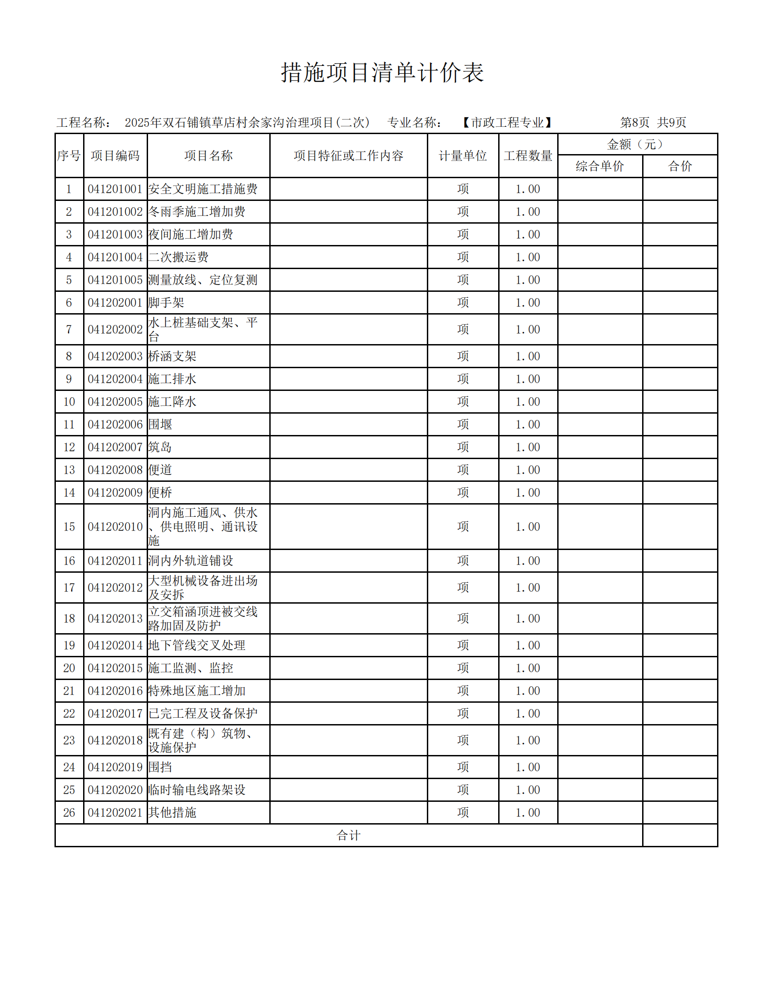 措施项目清单计价表
工程名称： 2025年双石铺镇草店村余家沟治理项目(二次) 专业名称： 【市政工程专业】 第8页 共9页
序号 项目编码 项目名称 项目特征或工作内容 计量单位 工程数量 金额（元）
综合单价 合价
1 041201001 安全文明施工措施费 项 1.00
2 041201002 冬雨季施工增加费 项 1.00
3 041201003 夜间施工增加费 项 1.00
4 041201004 二次搬运费 项 1.00
5 041201005 测量放线、定位复测 项 1.00
6 041202001 脚手架 项 1.00
7 041202002 水上桩基础支架、平
台 项 1.00
8 041202003 桥涵支架 项 1.00
9 041202004 施工排水 项 1.00
10 041202005 施工降水 项 1.00
11 041202006 围堰 项 1.00
12 041202007 筑岛 项 1.00
13 041202008 便道 项 1.00
14 041202009 便桥 项 1.00
15 041202010 洞内施工通风、供水
、供电照明、通讯设
施 项 1.00
16 041202011 洞内外轨道铺设 项 1.00
17 041202012 大型机械设备进出场
及安拆 项 1.00
18 041202013 立交箱涵顶进被交线
路加固及防护 项 1.00
19 041202014 地下管线交叉处理 项 1.00
20 041202015 施工监测、监控 项 1.00
21 041202016 特殊地区施工增加 项 1.00
22 041202017 已完工程及设备保护 项 1.00
23 041202018 既有建（构）筑物、
设施保护 项 1.00
24 041202019 围挡 项 1.00
25 041202020 临时输电线路架设 项 1.00
26 041202021 其他措施 项 1.00
合计